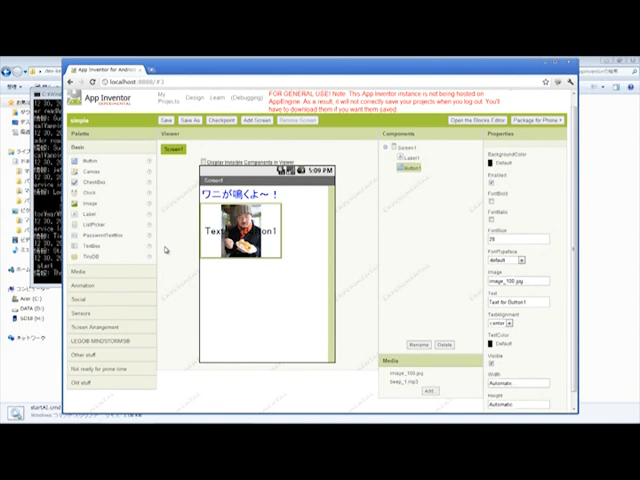 App Inventor for Android
localhost:8888/#3
App Inventor
EXPERIMENTAL
My Projects
Design
Learn
(Debugging)
FOR GENERAL USE! Note: This App Inventor instance is not being hosted on
AppEngine. As a result, it will not correctly save your projects when you log out. You'll
have to download them if you want them saved.
simple
Save
Save As
Checkpoint
Add Screen
Remove Screen
Open the Blocks Editor
Package for Phone
Palette
Viewer
Components
Properties
Basic
Button
Canvas
CheckBox
Clock
Image
Label
ListPicker
PasswordTextBox
TextBox
TinyDB
Media
Animation
Social
Sensors
Screen Arrangement
LEGO® MINDSTORMS®
Other stuff
Not ready for prime time
Old stuff
Screen1
Display Invisible Components in Viewer
5:09 PM
Screen1
ワニが鳴くよ～！
Screen1
Label1
Button1
Rename
Delete
Media
image_100.jpg
beep_1.mp3
Add...
BackgroundColor
Default
Enabled
FontBold
FontItalic
FontSize
28
FontTypeface
default
Image
image_100.jpg
Text
Text for Button1
TextAlignment
center
TextColor
Default
Visible
Width
Automatic
Height
Automatic
Acer (C:)
DATA (D:)
ネットワーク
startAI.cmd